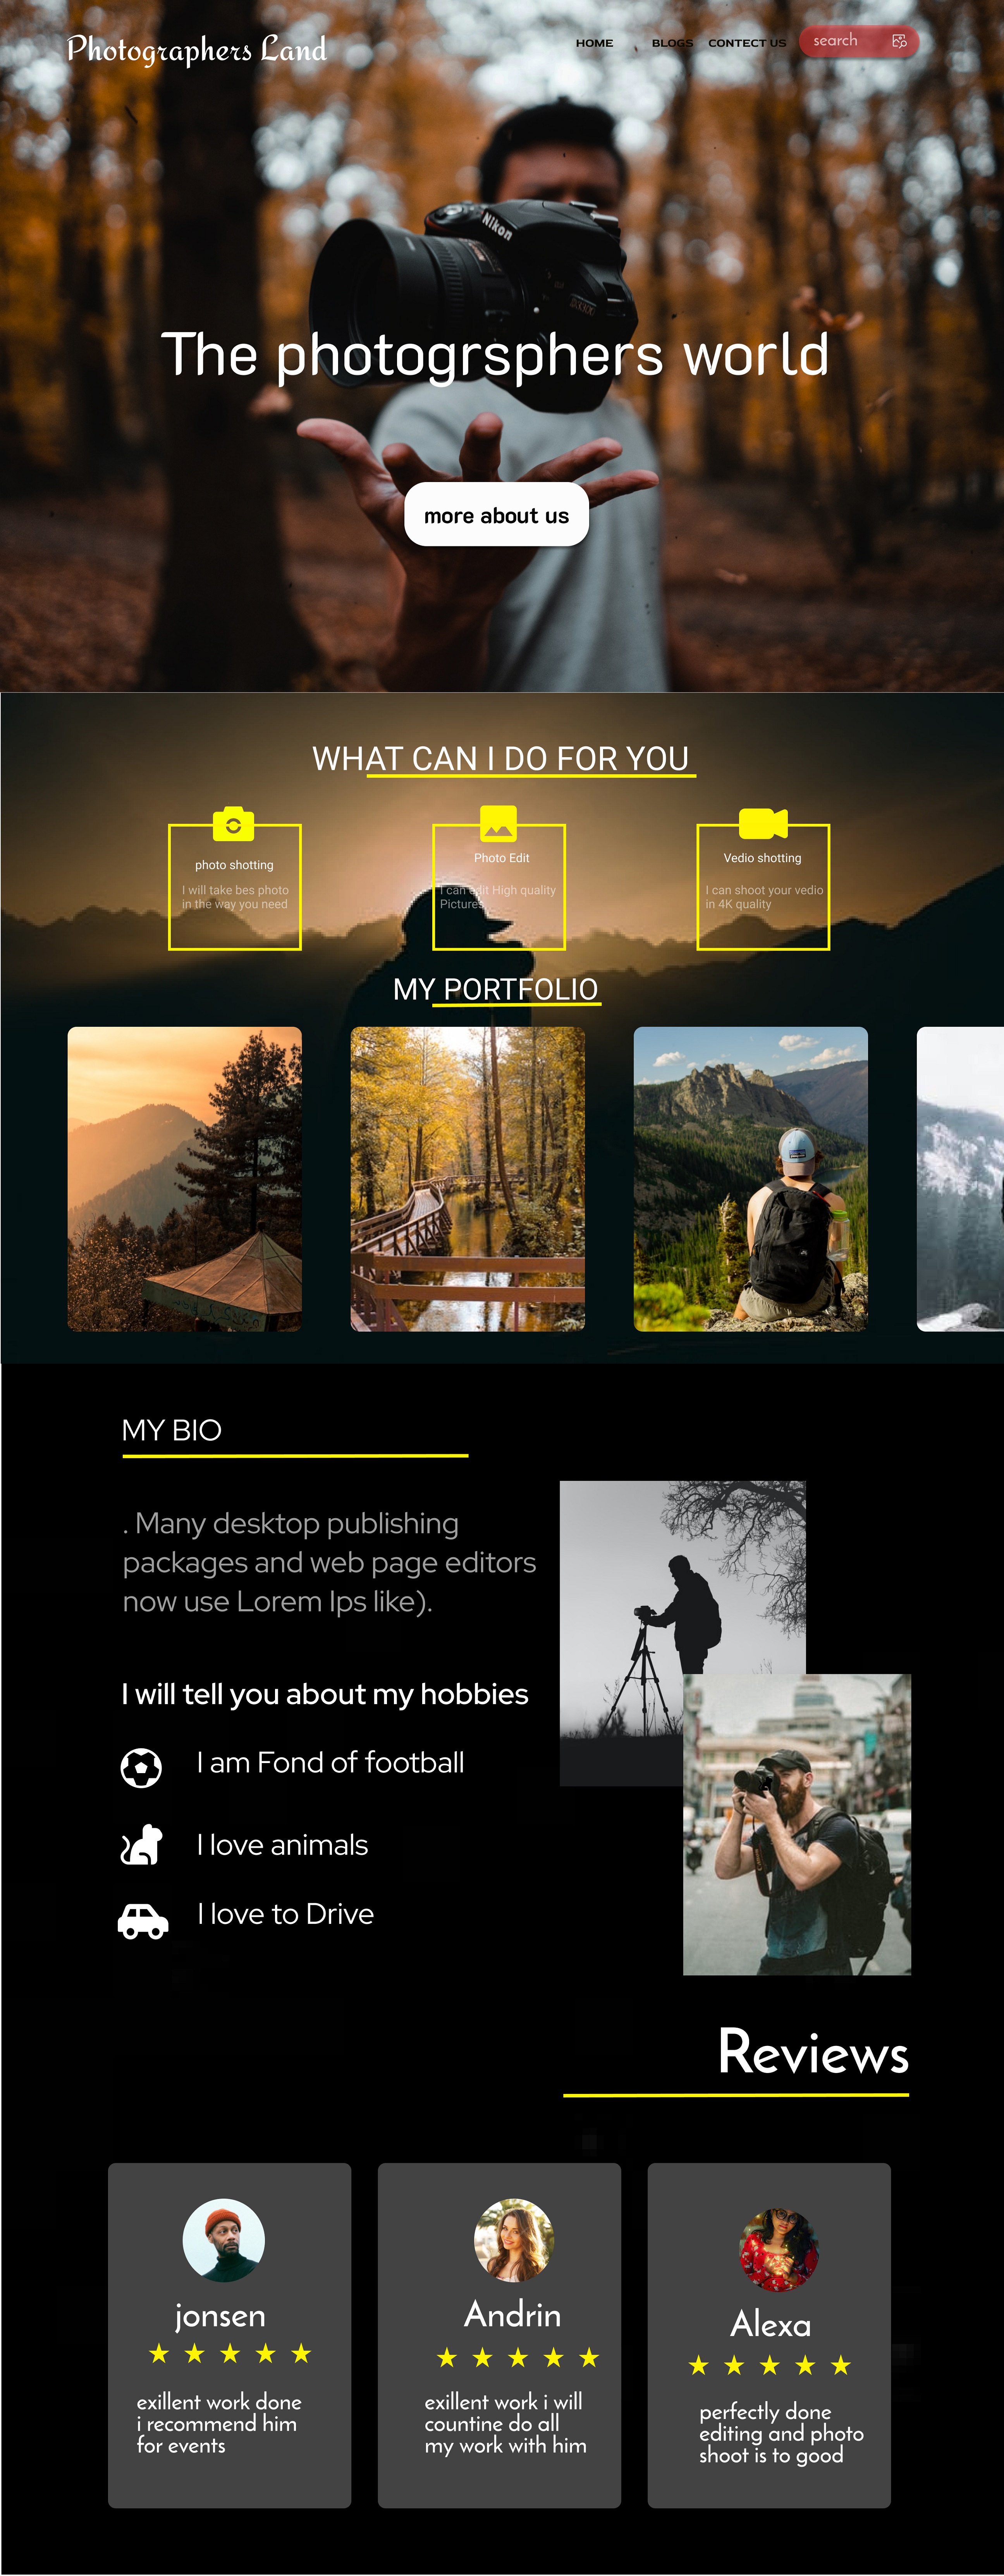 Photographers Land
HOME
BLOGS
CONTECT US
search
Nikon
D3300
The photogrsphers world
more about us
WHAT CAN I DO FOR YOU
photo shotting
I will take bes photo
in the way you need
Photo Edit
I can edit High quality
Pictures
Vedio shotting
I can shoot your vedio
in 4K quality
MY PORTFOLIO
MY BIO
. Many desktop publishing
packages and web page editors
now use Lorem Ips like).
I will tell you about my hobbies
I am Fond of football
I love animals
I love to Drive
Canon
Reviews
jonsen
exillent work done
i recommend him
for events
Andrin
exillent work i will
countine do all
my work with him
Alexa
perfectly done
editing and photo
shoot is to good